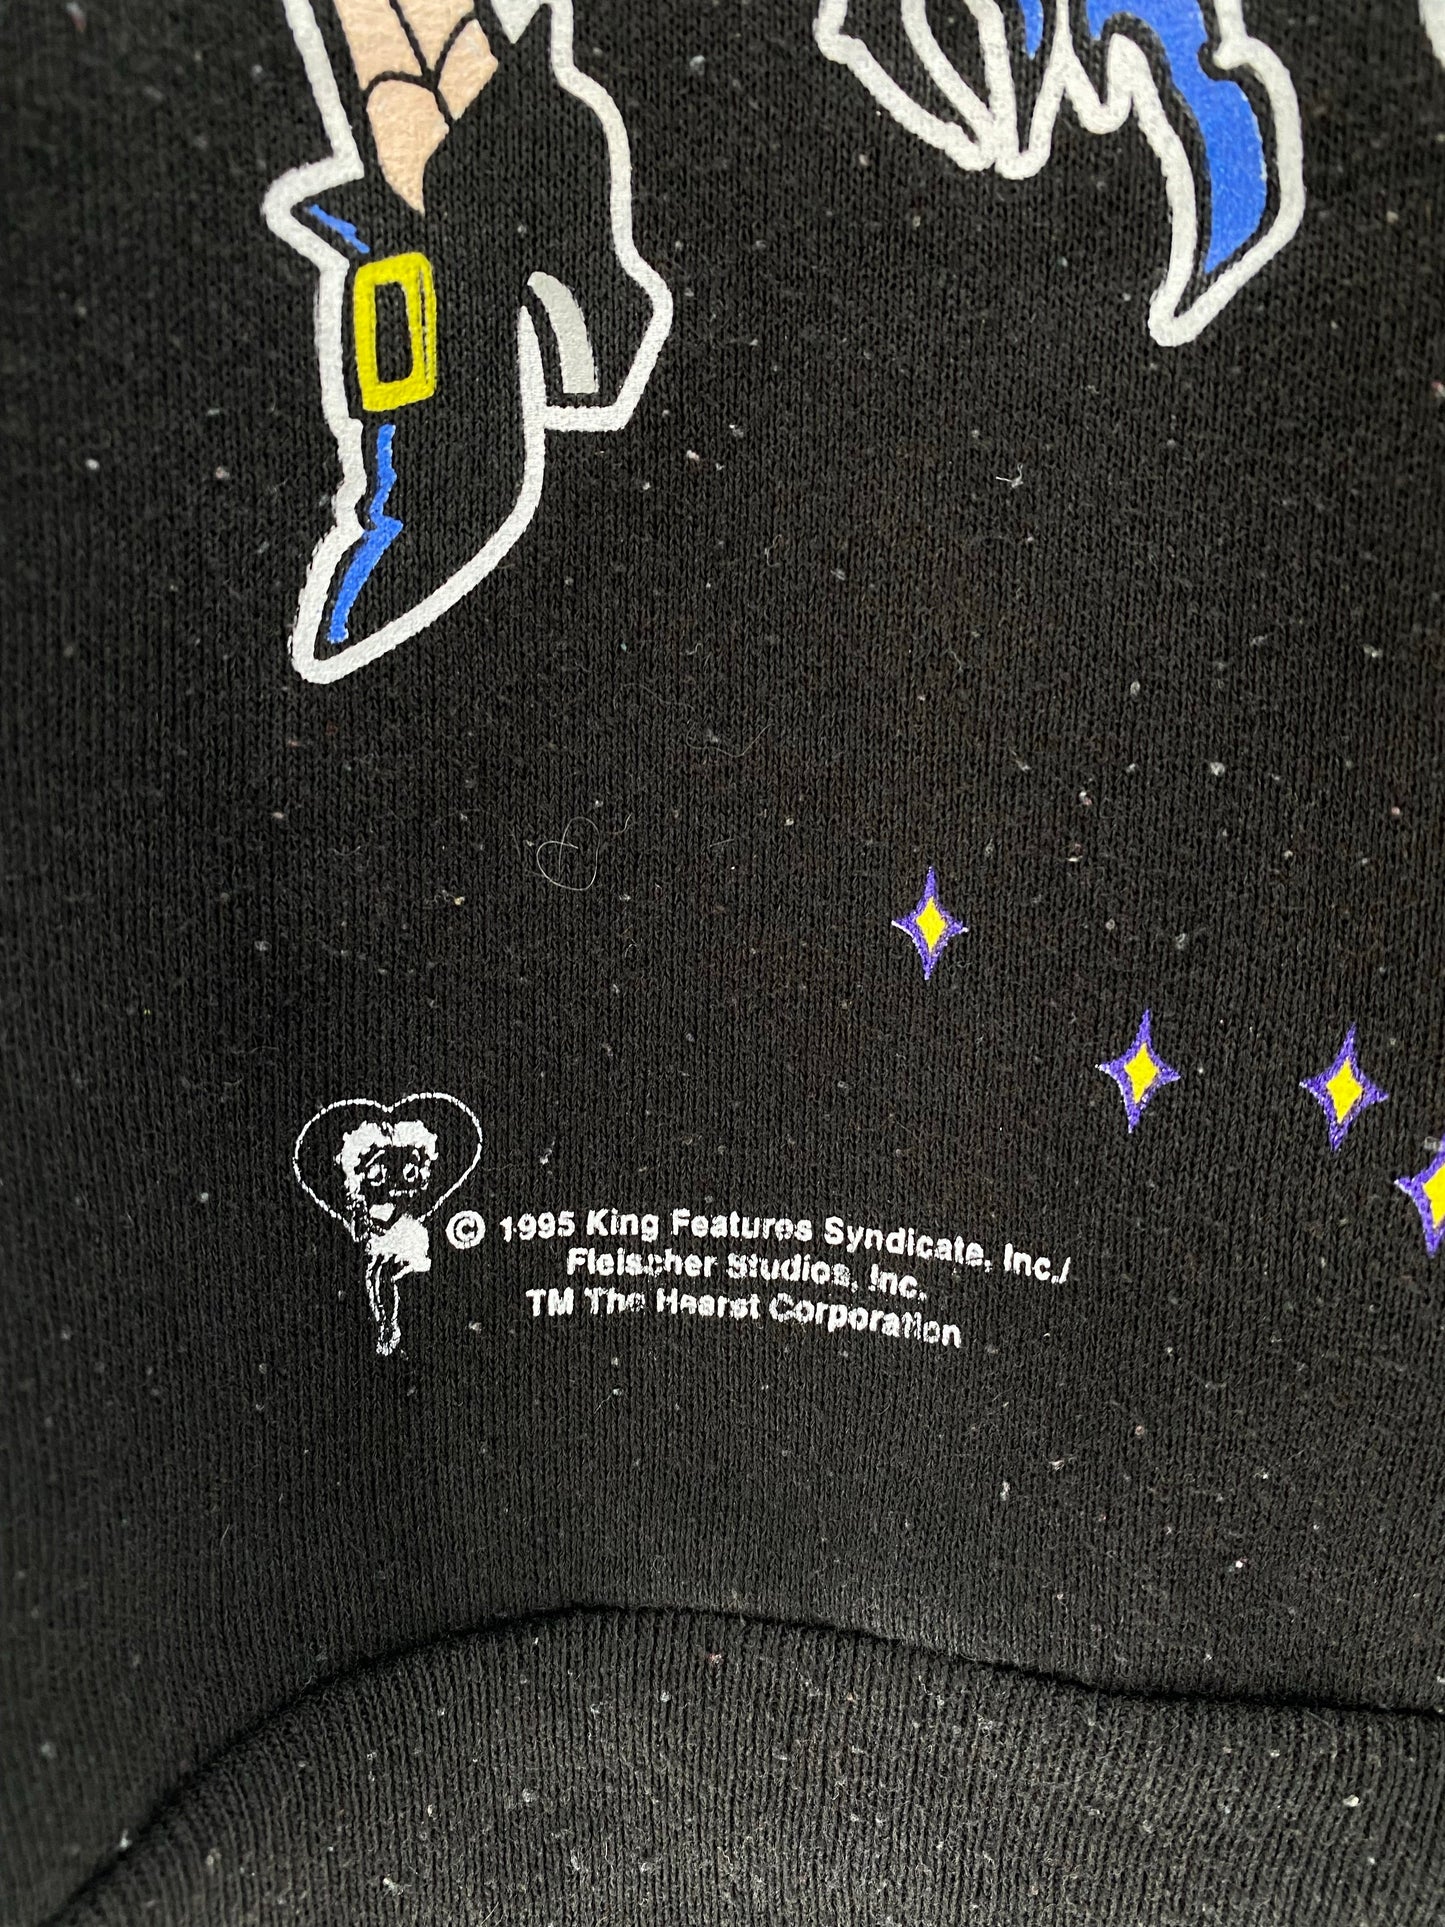 © 1995 King Features Syndicate, Inc./
Fleischer Studios, Inc.
TM The Hearst Corporation